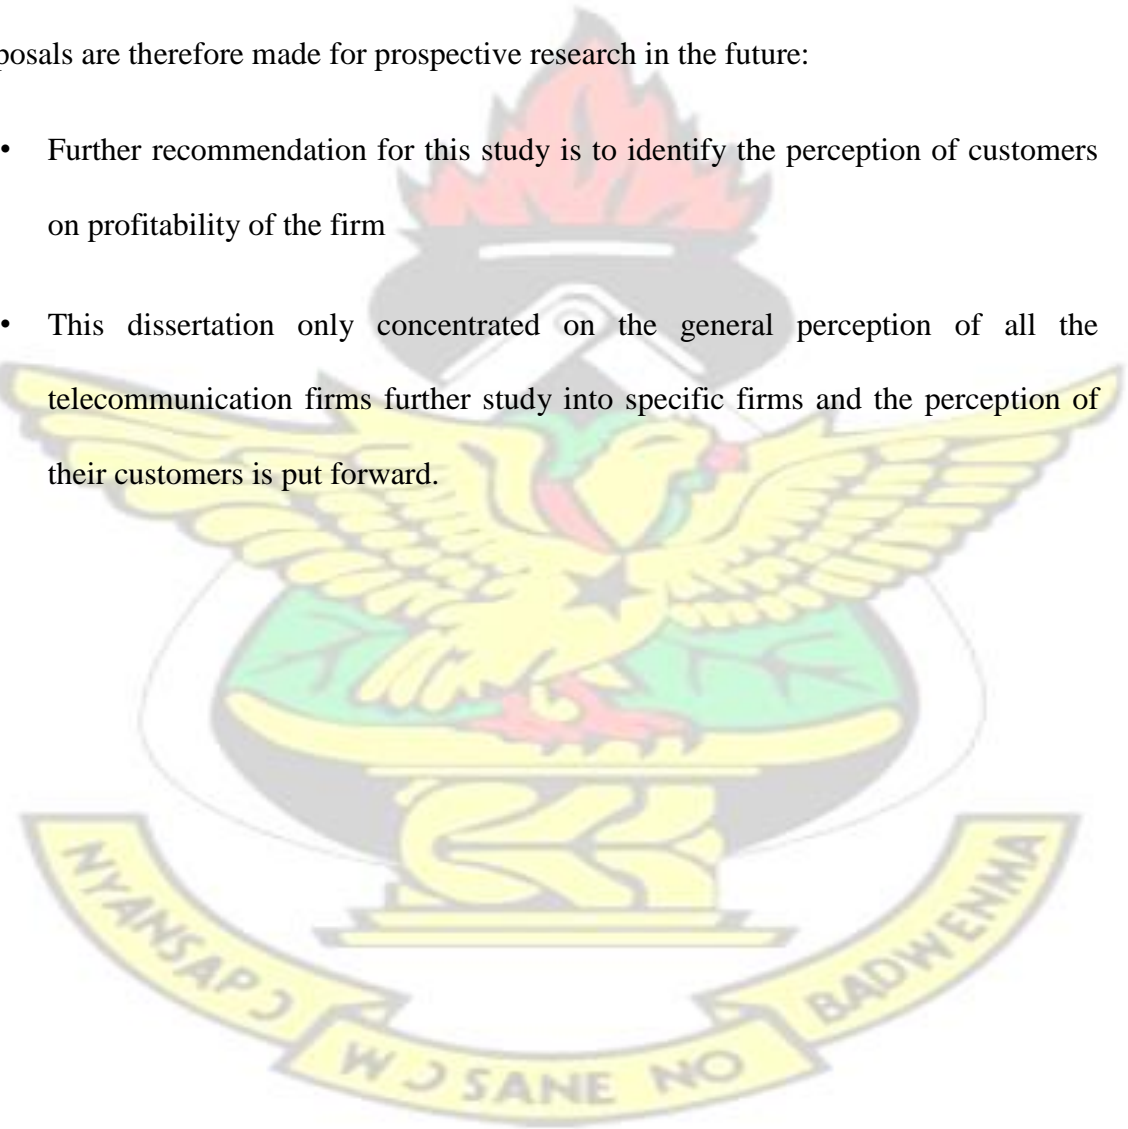 posals are therefore made for prospective research in the future:
• Further recommendation for this study is to identify the perception of customers
on profitability of the firm
• This dissertation only concentrated on the general perception of all the
telecommunication firms further study into specific firms and the perception of
their customers is put forward.
NYANSAPƆ
WƆSANE NO
BADWENMA